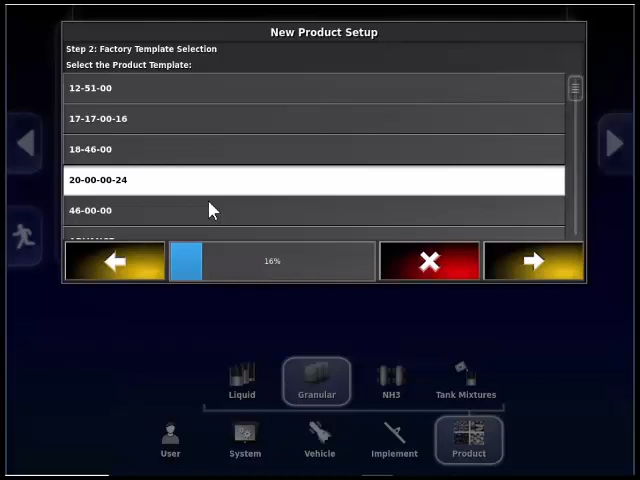 New Product Setup
Step 2: Factory Template Selection
Select the Product Template:
12-51-00
17-17-00-16
18-46-00
20-00-00-24
46-00-00
16%
Liquid
Granular
NH3
Tank Mixtures
User
System
Vehicle
Implement
Product